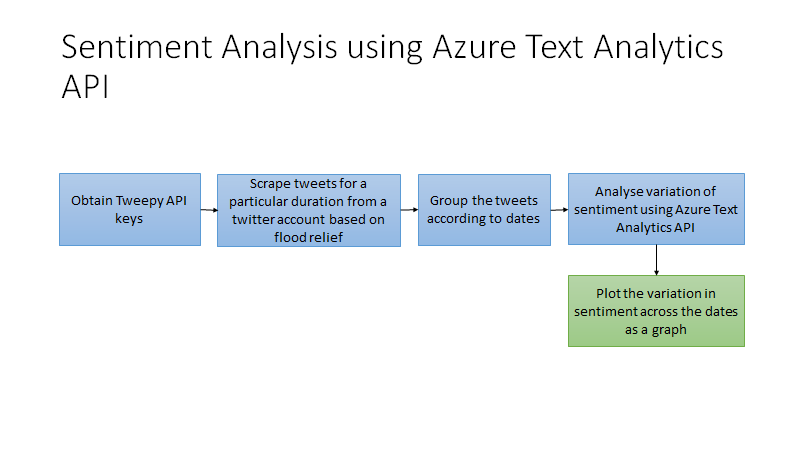 Sentiment Analysis using Azure Text Analytics
API
Obtain Tweepy API
keys
Scrape tweets for a
particular duration from a
twitter account based on
flood relief
Group the tweets
according to dates
Analyse variation of
sentiment using Azure Text
Analytics API
Plot the variation in
sentiment across the dates
as a graph